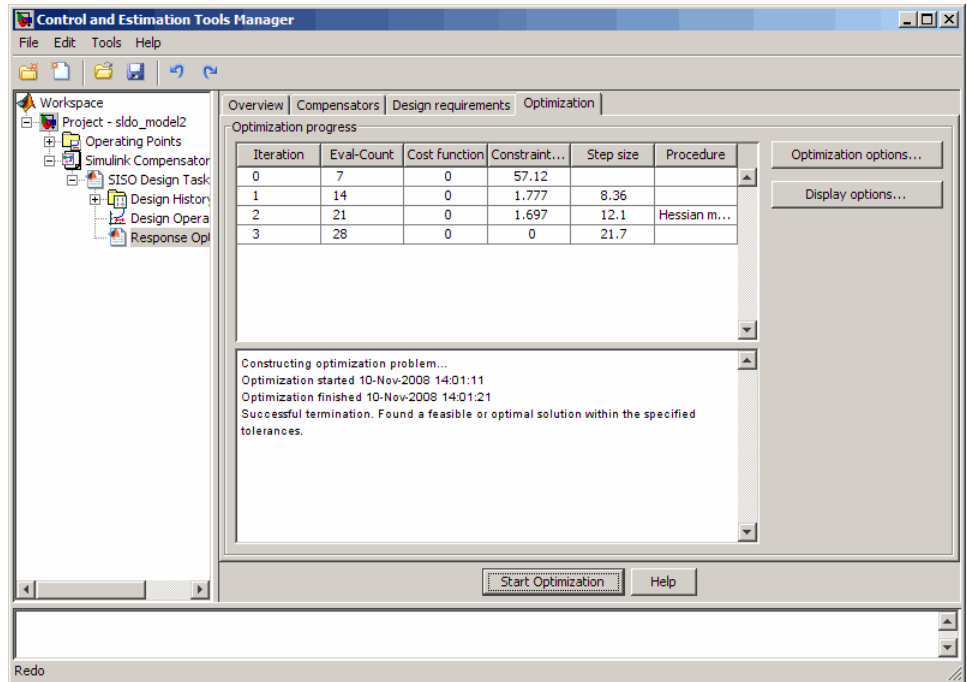 Control and Estimation Tools Manager
File Edit Tools Help
Workspace
Project - sldo_model2
Operating Points
Simulink Compensator
SISO Design Task
Design History
Design Opera
Response Opt
Overview Compensators Design requirements Optimization
Optimization progress
Iteration Eval-Count Cost function Constraint... Step size Procedure
0 7 0 57.12
1 14 0 1.777 8.36
2 21 0 1.697 12.1 Hessian m...
3 28 0 0 21.7
Optimization options...
Display options...
Constructing optimization problem...
Optimization started 10-Nov-2008 14:01:11
Optimization finished 10-Nov-2008 14:01:21
Successful termination. Found a feasible or optimal solution within the specified
tolerances.
Start Optimization Help
Redo